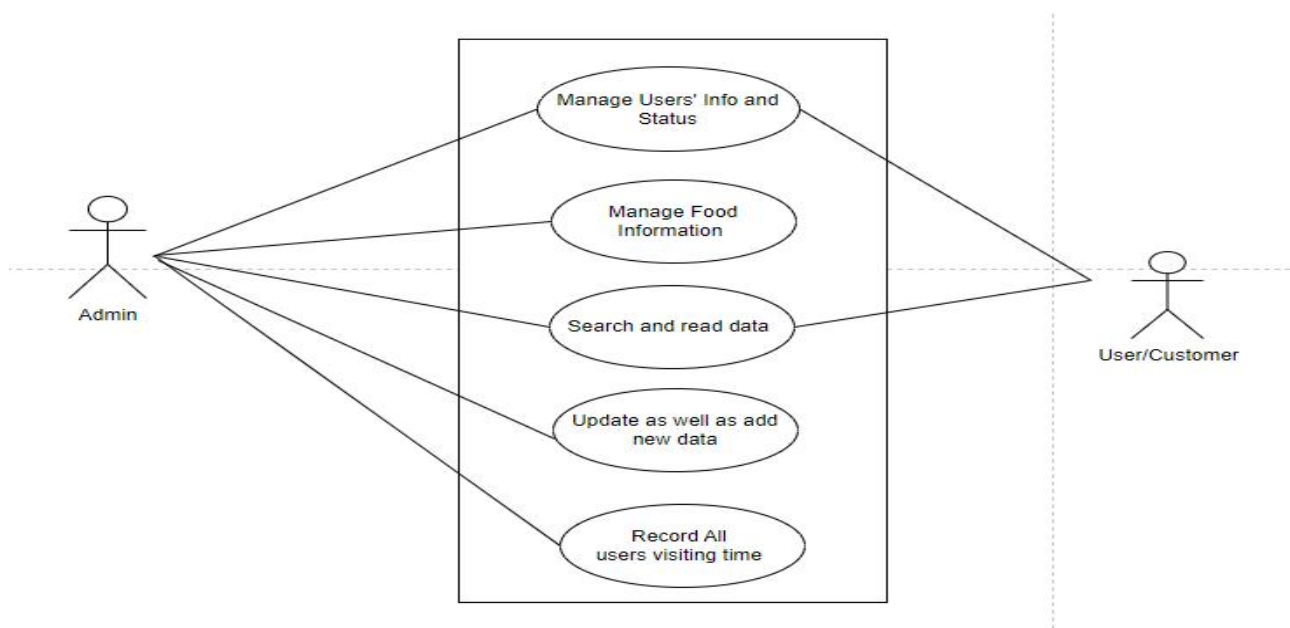 Manage Users' Info and
Status
Manage Food
Information
Search and read data
Admin
User/Customer
Update as well as add
new data
Record All
users visiting time